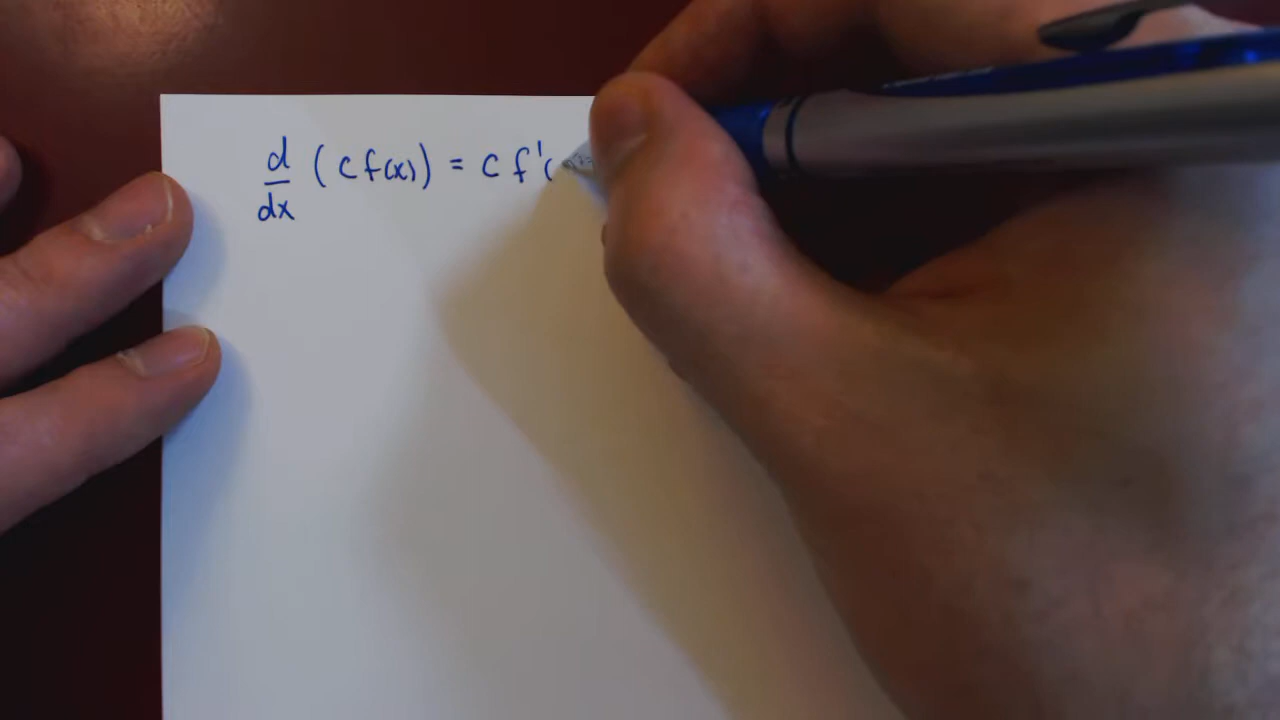 d/dx (c f(x)) = c f'(